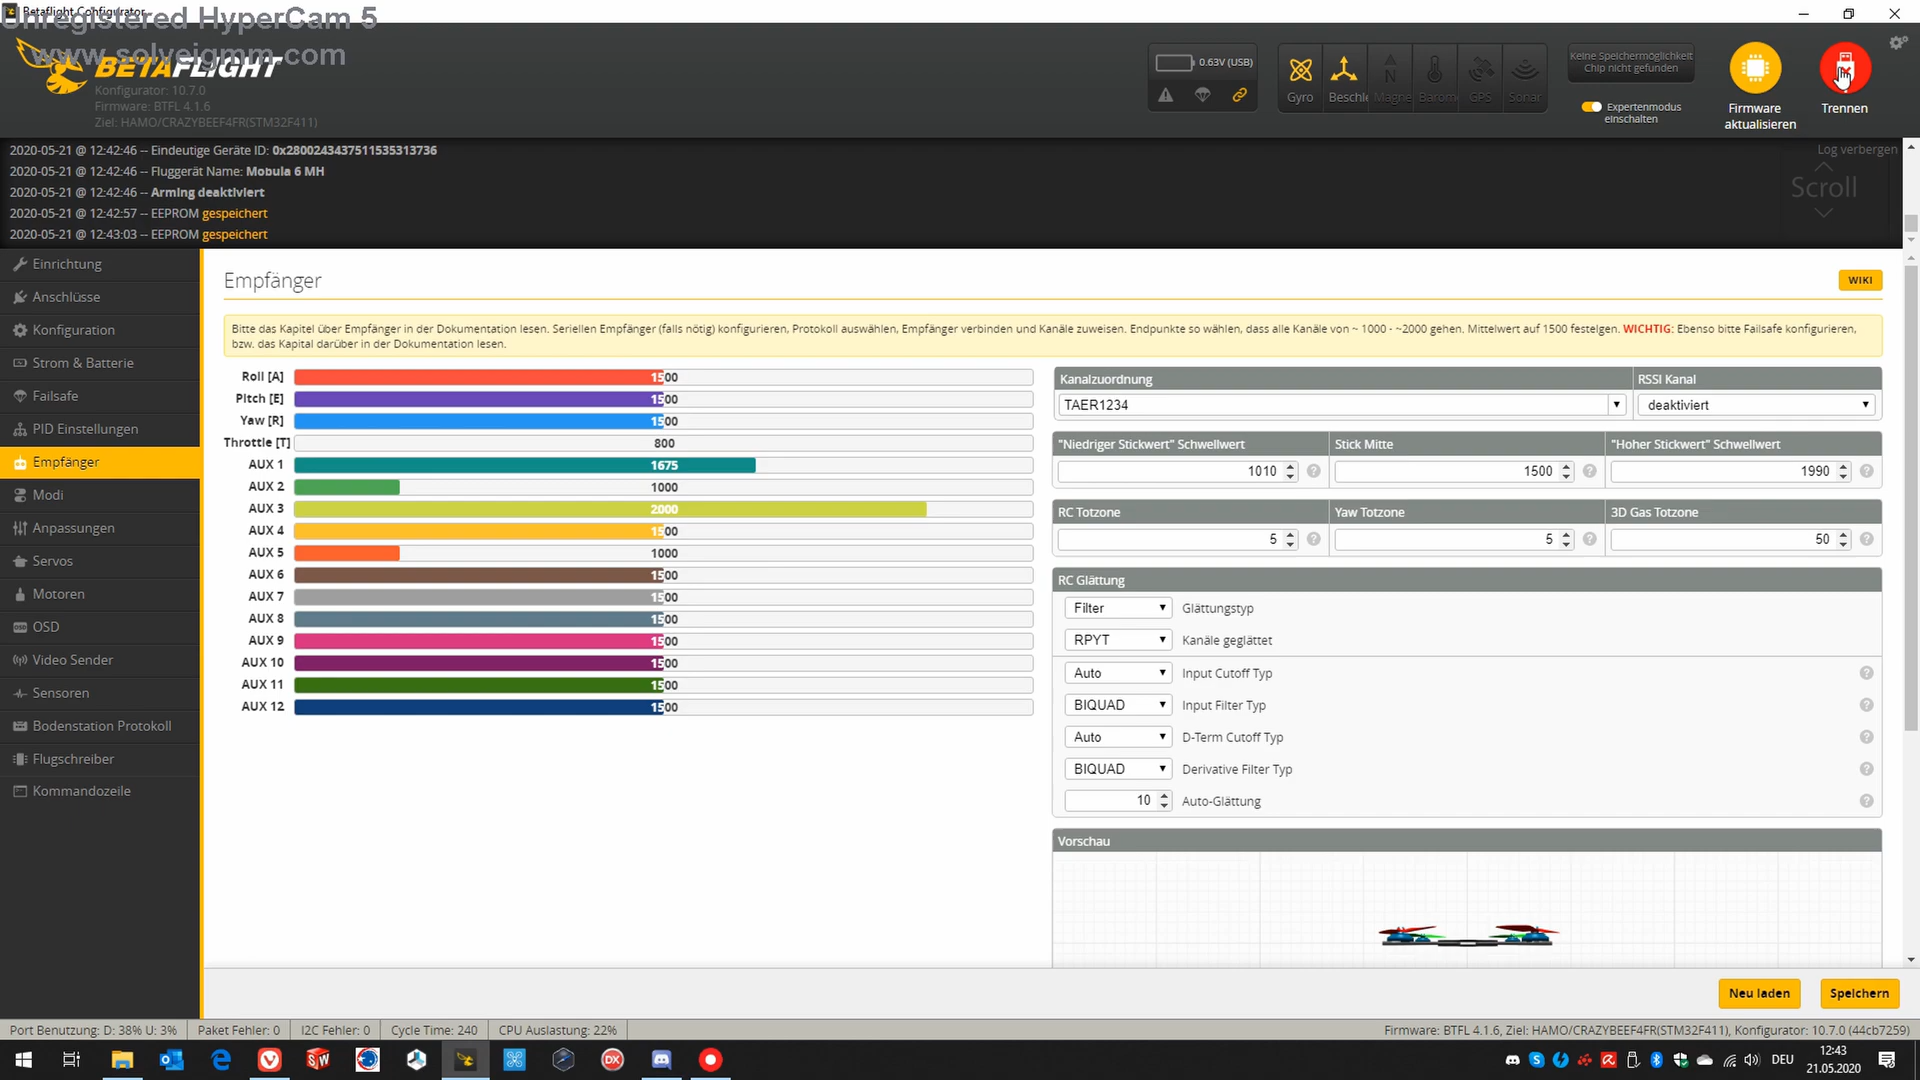 Betaflight Configurator
Unregistered HyperCam 5
www.solveigmm.com
BETAFLIGHT
Konfigurator: 10.7.0
Firmware: BTFL 4.1.6
Ziel: HAMO/CRAZYBEEF4FR(STM32F411)
0.63V (USB)
Gyro
Beschle
Magne
Barom
GPS
Sonar
Keine Speichermöglichkeit
Chip nicht gefunden
Expertenmodus
einschalten
Firmware
aktualisieren
Trennen
2020-05-21 @ 12:42:46 -- Eindeutige Geräte ID: 0x2800243437511535313736
2020-05-21 @ 12:42:46 -- Fluggerät Name: Mobula 6 MH
2020-05-21 @ 12:42:46 -- Arming deaktiviert
2020-05-21 @ 12:42:57 -- EEPROM gespeichert
2020-05-21 @ 12:43:03 -- EEPROM gespeichert
Log verbergen
Scroll
Einrichtung
Anschlüsse
Konfiguration
Strom & Batterie
Failsafe
PID Einstellungen
Empfänger
Modi
Anpassungen
Servos
Motoren
OSD
Video Sender
Sensoren
Bodenstation Protokoll
Flugschreiber
Kommandozeile
Empfänger
WIKI
Bitte das Kapitel über Empfänger in der Dokumentation lesen. Seriellen Empfänger (falls nötig) konfigurieren, Protokoll auswählen, Empfänger verbinden und Kanäle zuweisen. Endpunkte so wählen, dass alle Kanäle von ~ 1000 - ~2000 gehen. Mittelwert auf 1500 festelgen. WICHTIG: Ebenso bitte Failsafe konfigurieren,
bzw. das Kapital darüber in der Dokumentation lesen.
Roll [A] 1500
Pitch [E] 1500
Yaw [R] 1500
Throttle [T] 800
AUX 1 1675
AUX 2 1000
AUX 3 2000
AUX 4 1500
AUX 5 1000
AUX 6 1500
AUX 7 1500
AUX 8 1500
AUX 9 1500
AUX 10 1500
AUX 11 1500
AUX 12 1500
Kanalzuordnung RSSI Kanal
TAER1234 deaktiviert
"Niedriger Stickwert" Schwellwert Stick Mitte "Hoher Stickwert" Schwellwert
1010 1500 1990
RC Totzone Yaw Totzone 3D Gas Totzone
5 5 50
RC Glättung
Filter Glättungstyp
RPYT Kanäle geglättet
Auto Input Cutoff Typ
BIQUAD Input Filter Typ
Auto D-Term Cutoff Typ
BIQUAD Derivative Filter Typ
10 Auto-Glättung
Vorschau
Neu laden Speichern
Port Benutzung: D: 38% U: 3% Paket Fehler: 0 I2C Fehler: 0 Cycle Time: 240 CPU Auslastung: 22% Firmware: BTFL 4.1.6, Ziel: HAMO/CRAZYBEEF4FR(STM32F411), Konfigurator: 10.7.0 (44cb7259)
DEU
12:43
21.05.2020